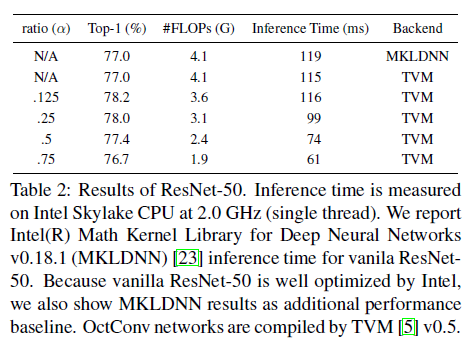 ratio (α) Top-1 (%) #FLOPs (G) Inference Time (ms) Backend
N/A 77.0 4.1 119 MKLDNN
N/A 77.0 4.1 115 TVM
.125 78.2 3.6 116 TVM
.25 78.0 3.1 99 TVM
.5 77.4 2.4 74 TVM
.75 76.7 1.9 61 TVM
Table 2: Results of ResNet-50. Inference time is measured
on Intel Skylake CPU at 2.0 GHz (single thread). We report
Intel(R) Math Kernel Library for Deep Neural Networks
v0.18.1 (MKLDNN) [23] inference time for vanila ResNet-
50. Because vanilla ResNet-50 is well optimized by Intel,
we also show MKLDNN results as additional performance
baseline. OctConv networks are compiled by TVM [5] v0.5.